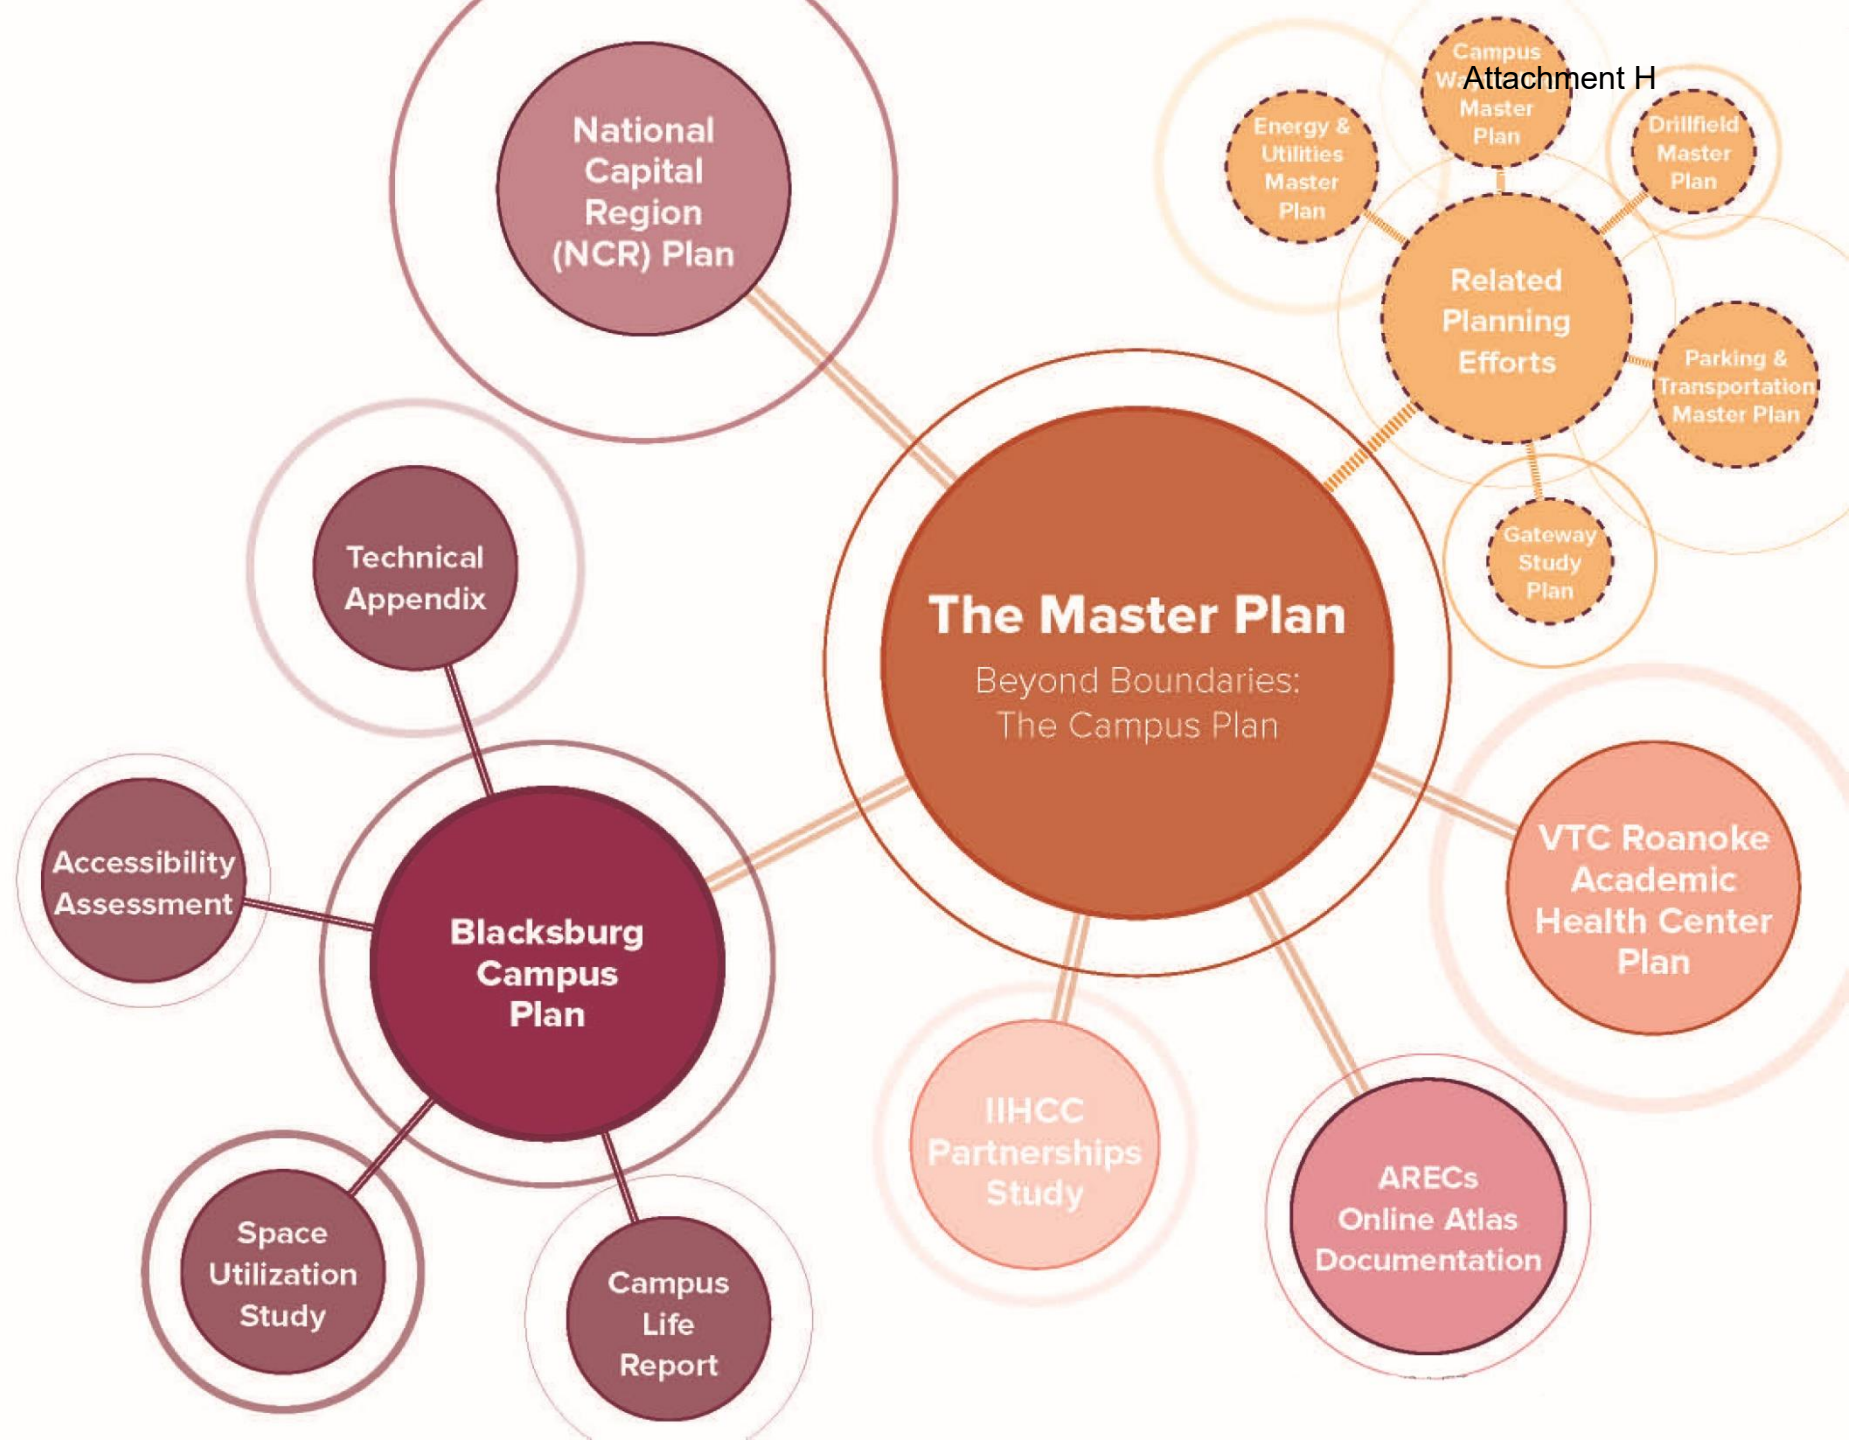 National
Capital
Region
(NCR) Plan
Attachment H
Campus
Master
Plan
Energy &
Utilities
Master
Plan
Drillfield
Master
Plan
Related
Planning
Efforts
Parking &
Transportation
Master Plan
Gateway
Study
Plan
Technical
Appendix
The Master Plan
Beyond Boundaries:
The Campus Plan
Accessibility
Assessment
Blacksburg
Campus
Plan
VTC Roanoke
Academic
Health Center
Plan
IIHCC
Partnerships
Study
ARECs
Online Atlas
Documentation
Space
Utilization
Study
Campus
Life
Report